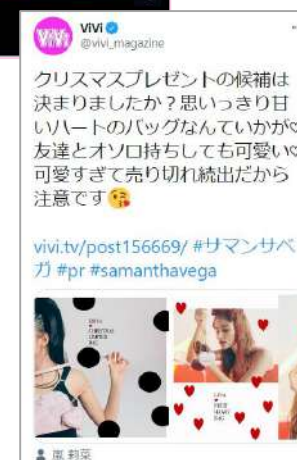 ViVi
ViVi
@vivi_magazine
クリスマスプレゼントの候補は
決まりましたか？思いっきり甘
いハートのバッグなんていかが♡
友達とオソロ持ちしても可愛い♡
可愛すぎて売り切れ続出だから
注意です😘
vivi.tv/post156669/ #サマンサベ
ガ #pr #samanthavega
嵐 莉菜